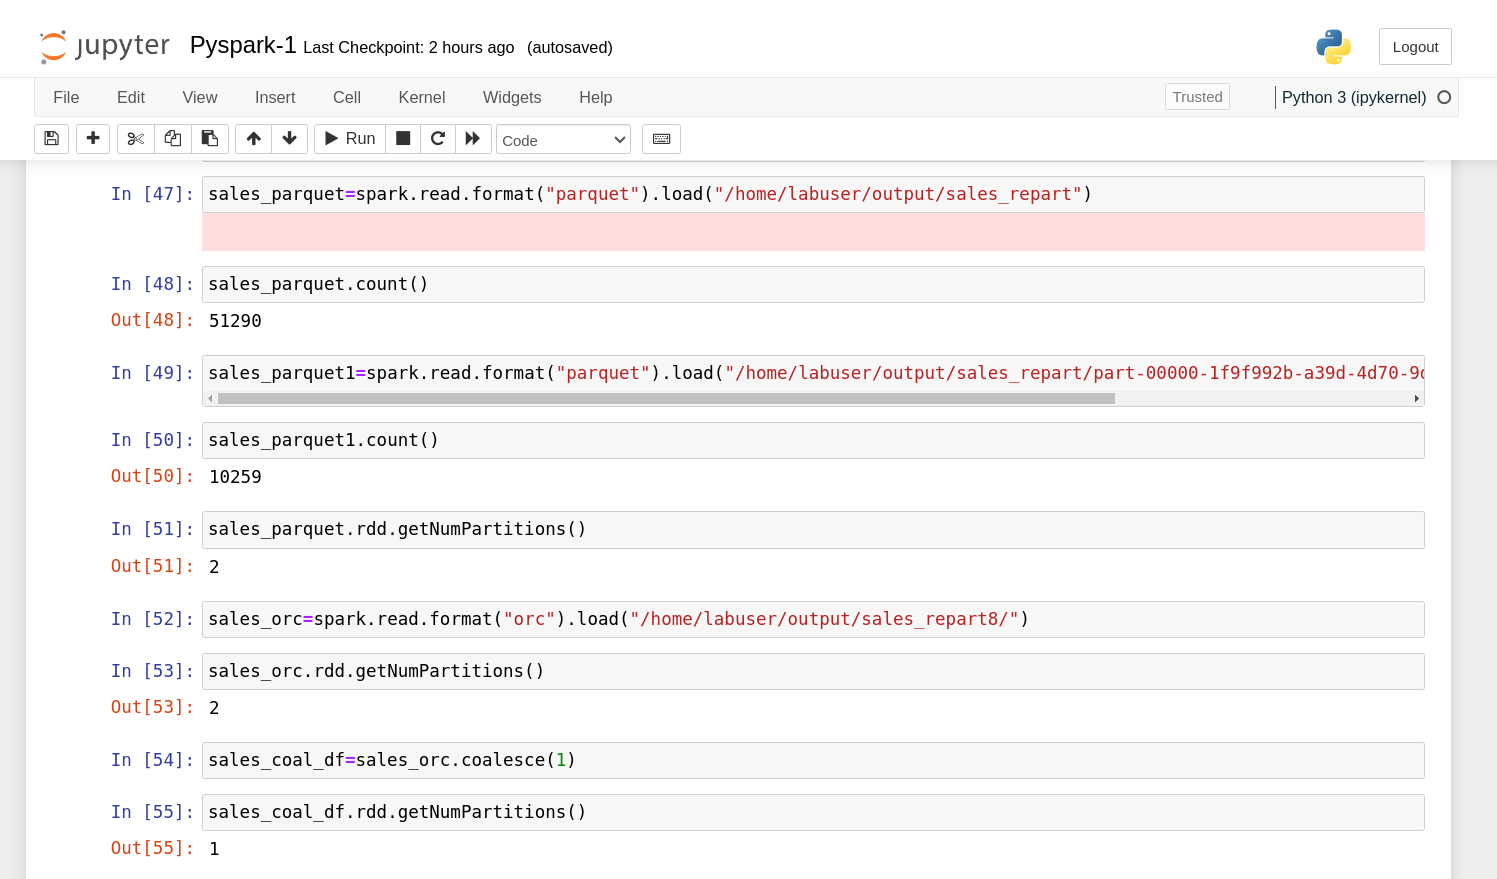 jupyter Pyspark-1 Last Checkpoint: 2 hours ago (autosaved)
Logout
File Edit View Insert Cell Kernel Widgets Help
Trusted
Python 3 (ipykernel)
Run
Code
In [47]: sales_parquet=spark.read.format("parquet").load("/home/labuser/output/sales_repart")
In [48]: sales_parquet.count()
Out[48]: 51290
In [49]: sales_parquet1=spark.read.format("parquet").load("/home/labuser/output/sales_repart/part-00000-1f9f992b-a39d-4d70-9
In [50]: sales_parquet1.count()
Out[50]: 10259
In [51]: sales_parquet.rdd.getNumPartitions()
Out[51]: 2
In [52]: sales_orc=spark.read.format("orc").load("/home/labuser/output/sales_repart8/")
In [53]: sales_orc.rdd.getNumPartitions()
Out[53]: 2
In [54]: sales_coal_df=sales_orc.coalesce(1)
In [55]: sales_coal_df.rdd.getNumPartitions()
Out[55]: 1